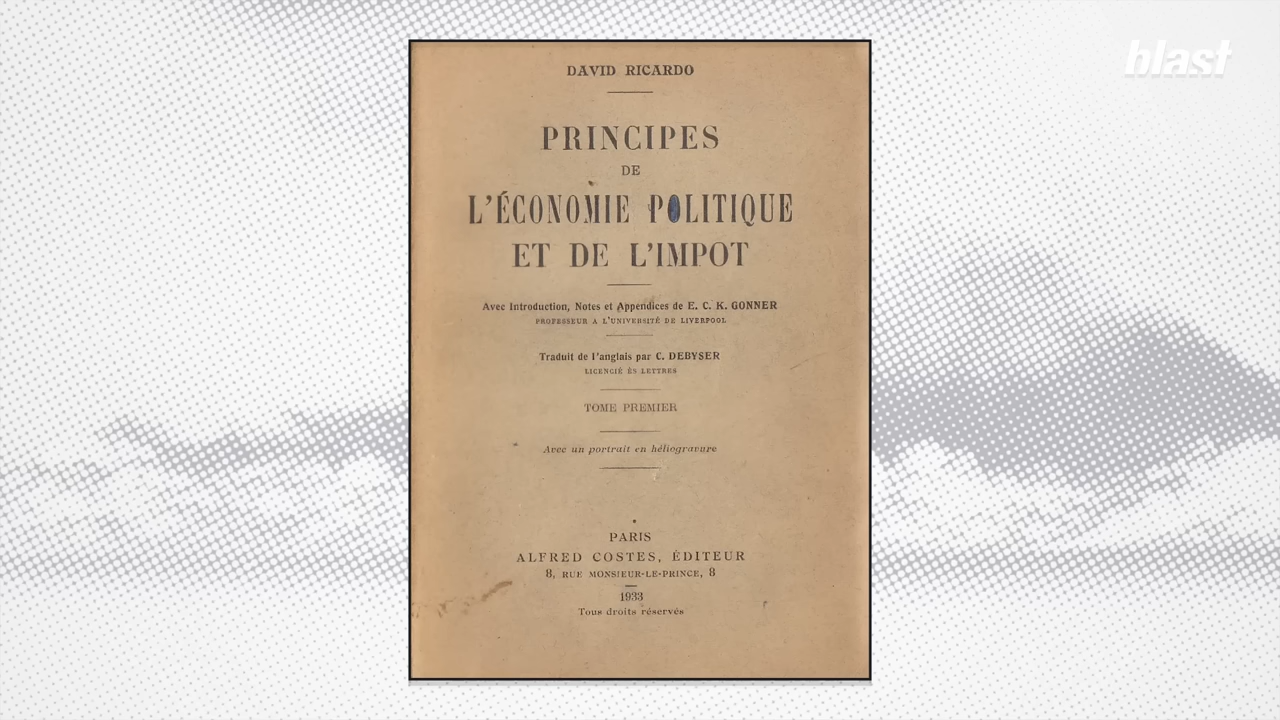 blast
DAVID RICARDO
PRINCIPES
DE
L'ÉCONOMIE POLITIQUE
ET DE L'IMPOT
Avec Introduction, Notes et Appendices de E. C. K. GONNER
PROFESSEUR A L'UNIVERSITÉ DE LIVERPOOL
Traduit de l'anglais par C. DEBYSER
LICENCIÉ ÈS LETTRES
TOME PREMIER
Avec un portrait en héliogravure
PARIS
ALFRED COSTES, ÉDITEUR
8, RUE MONSIEUR-LE-PRINCE, 8
1933
Tous droits réservés